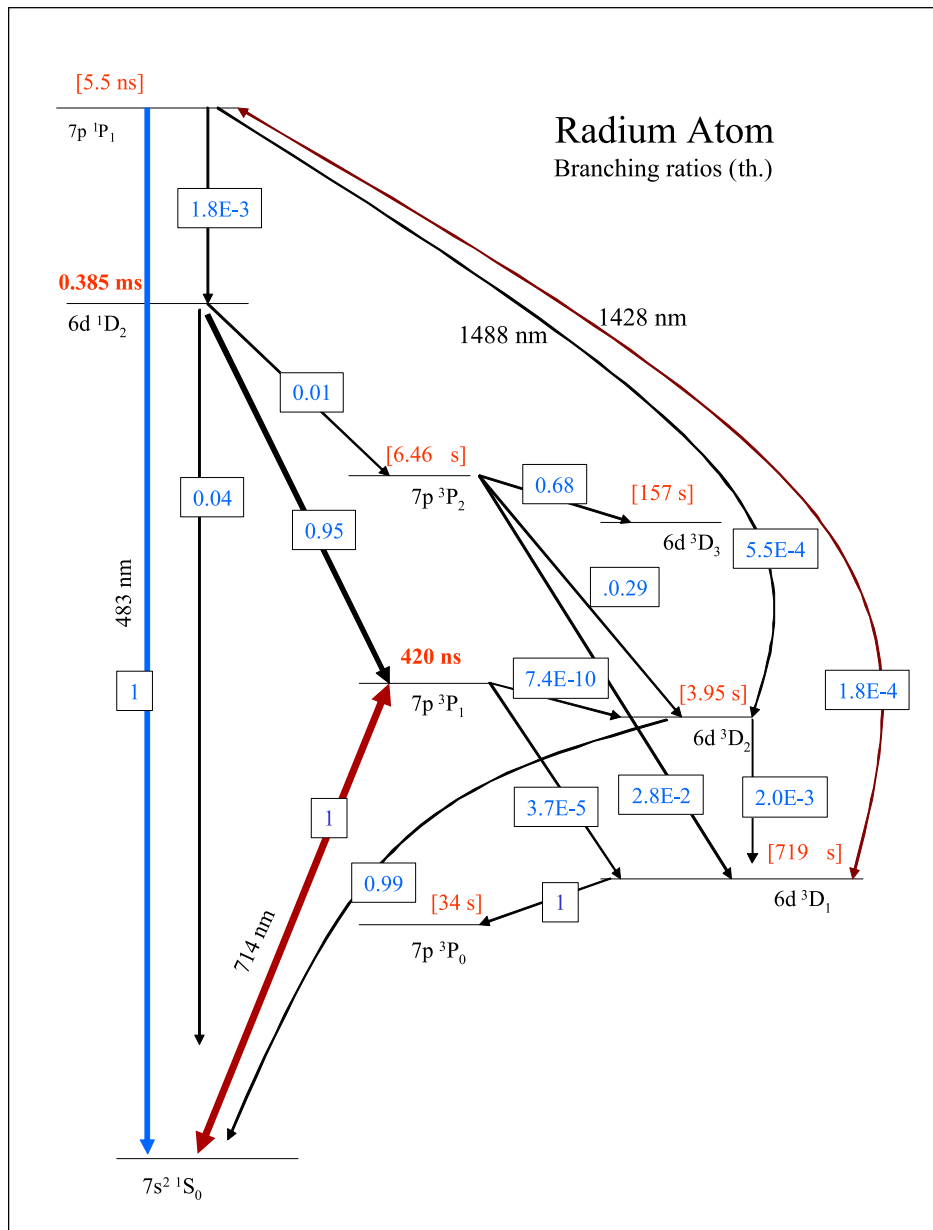 [5.5 ns]
7p ¹P₁
Radium Atom
Branching ratios (th.)
1.8E-3
0.385 ms
6d ¹D₂
1488 nm
1428 nm
0.01
[6.46   s]
7p ³P₂
0.68
[157 s]
6d ³D₃
0.04
0.95
5.5E-4
483 nm
.0.29
420 ns
7p ³P₁
7.4E-10
[3.95 s]
6d ³D₂
1.8E-4
1
1
3.7E-5
2.8E-2
2.0E-3
[719   s]
0.99
6d ³D₁
[34 s]
1
7p ³P₀
714 nm
7s² ¹S₀